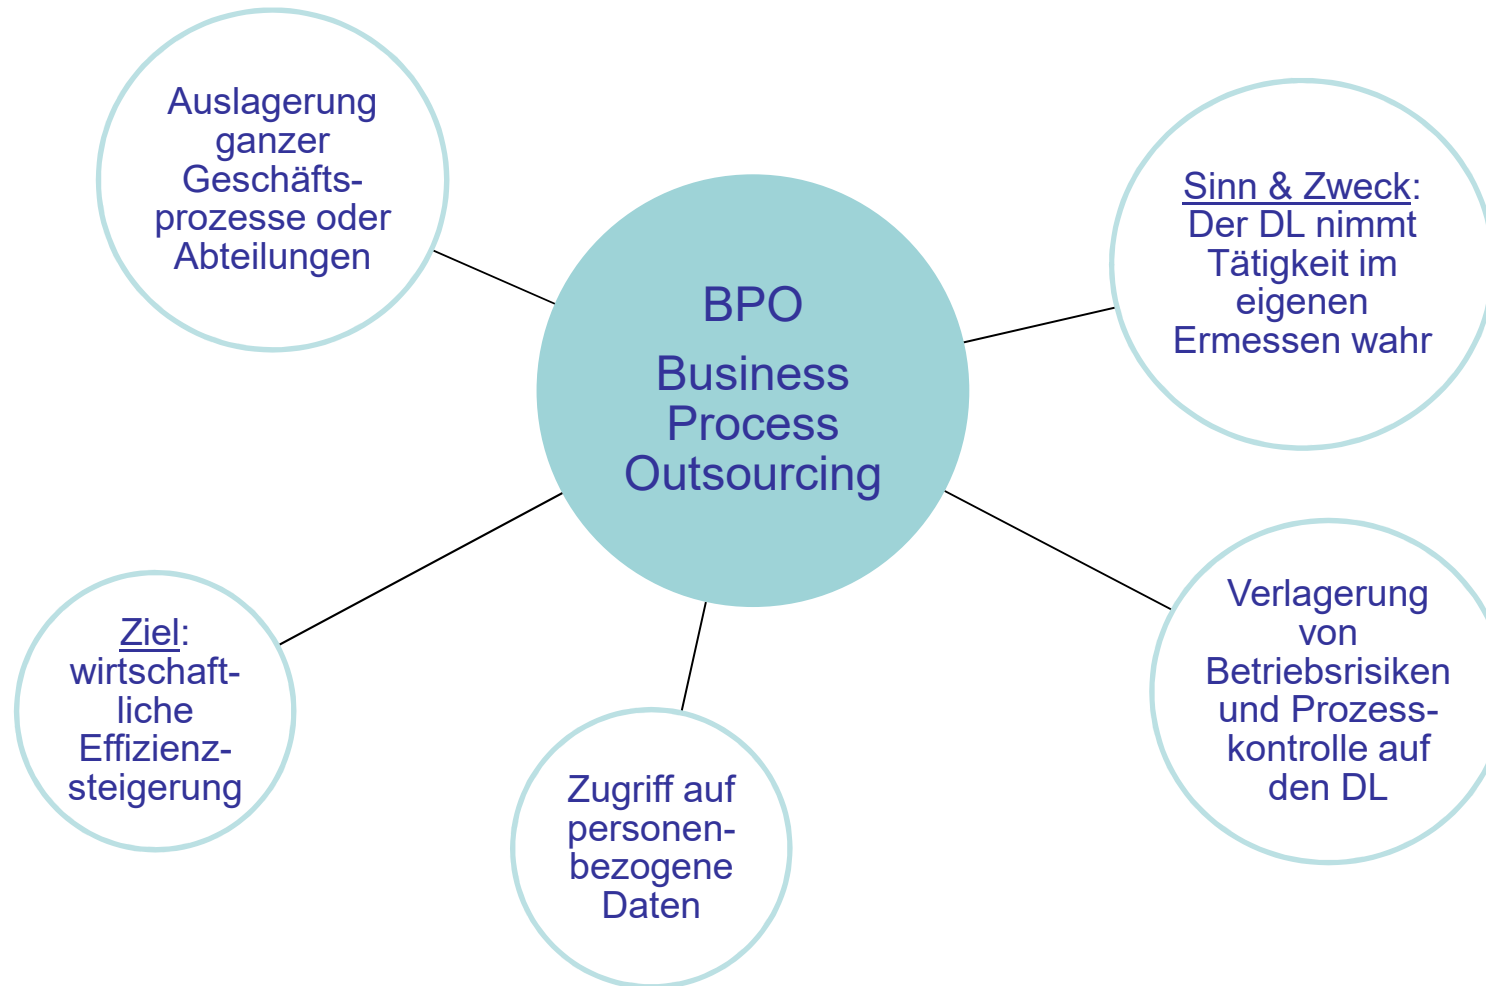 Auslagerung
ganzer
Geschäfts-
prozesse oder
Abteilungen
BPO
Business
Process
Outsourcing
Sinn & Zweck:
Der DL nimmt
Tätigkeit im
eigenen
Ermessen wahr
Ziel:
wirtschaft-
liche
Effizienz-
steigerung
Zugriff auf
personen-
bezogene
Daten
Verlagerung
von
Betriebsrisiken
und Prozess-
kontrolle auf
den DL